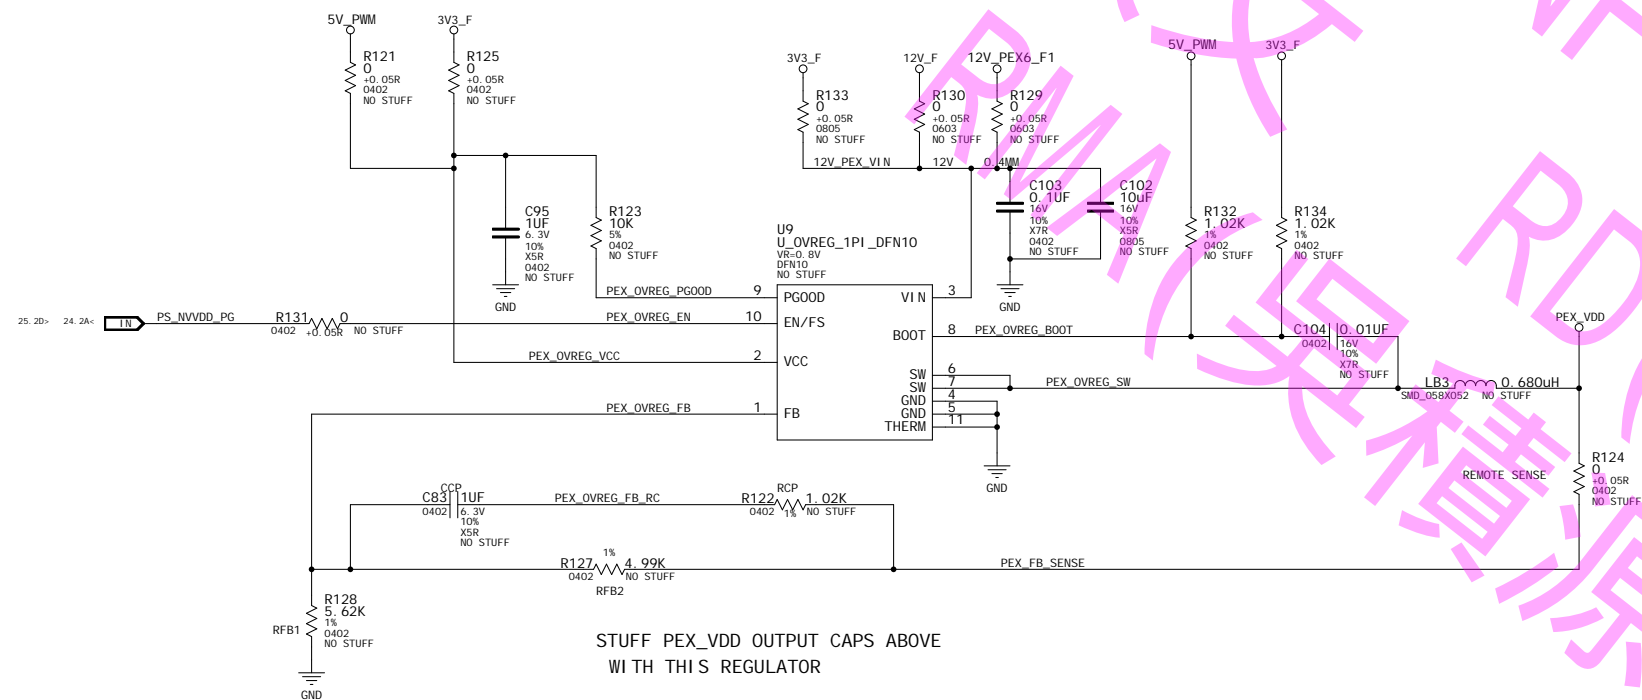 5V_PWM
3V3_F
R121
0
+0.05R
0402
NO STUFF
R125
0
+0.05R
0402
NO STUFF
3V3_F
12V_F
12V_PEX6_F1
R133
0
+0.05R
0805
NO STUFF
R130
0
+0.05R
0603
NO STUFF
R129
0
+0.05R
0603
NO STUFF
5V_PWM
3V3_F
12V_PEX_VIN
12V
0.4MM
C95
1UF
6.3V
10%
X5R
0402
NO STUFF
GND
R123
10K
5%
0402
NO STUFF
C103
0.1UF
16V
10%
X7R
0402
NO STUFF
GND
C102
10uF
16V
10%
X5R
0805
NO STUFF
R132
1.02K
1%
0402
NO STUFF
R134
1.02K
1%
0402
NO STUFF
U9
U_OVREG_1PI_DFN10
VR=0.8V
DFN10
NO STUFF
PEX_OVREG_PGOOD
9
PGOOD
VIN
3
25.2D>
24.2A<
IN
PS_NVVDD_PG
R131
0
0402
+0.05R
NO STUFF
PEX_OVREG_EN
10
EN/FS
BOOT
8
PEX_OVREG_BOOT
C104
0.01UF
0402
16V
10%
X7R
NO STUFF
PEX_VDD
PEX_OVREG_VCC
2
VCC
SW
6
SW
7
PEX_OVREG_SW
LB3
0.680uH
SMD_058X052
NO STUFF
GND
4
GND
5
THERM
11
GND
PEX_OVREG_FB
1
FB
REMOTE SENSE
R124
0
+0.05R
0402
NO STUFF
CCP
C83
1UF
0402
6.3V
10%
X5R
NO STUFF
PEX_OVREG_FB_RC
RCP
R122
1.02K
0402
1%
NO STUFF
1%
R127
4.99K
0402
NO STUFF
RFB2
PEX_FB_SENSE
R128
5.62K
1%
0402
NO STUFF
RFB1
GND
STUFF PEX_VDD OUTPUT CAPS ABOVE
WITH THIS REGULATOR
RMA(吳積源
RD(